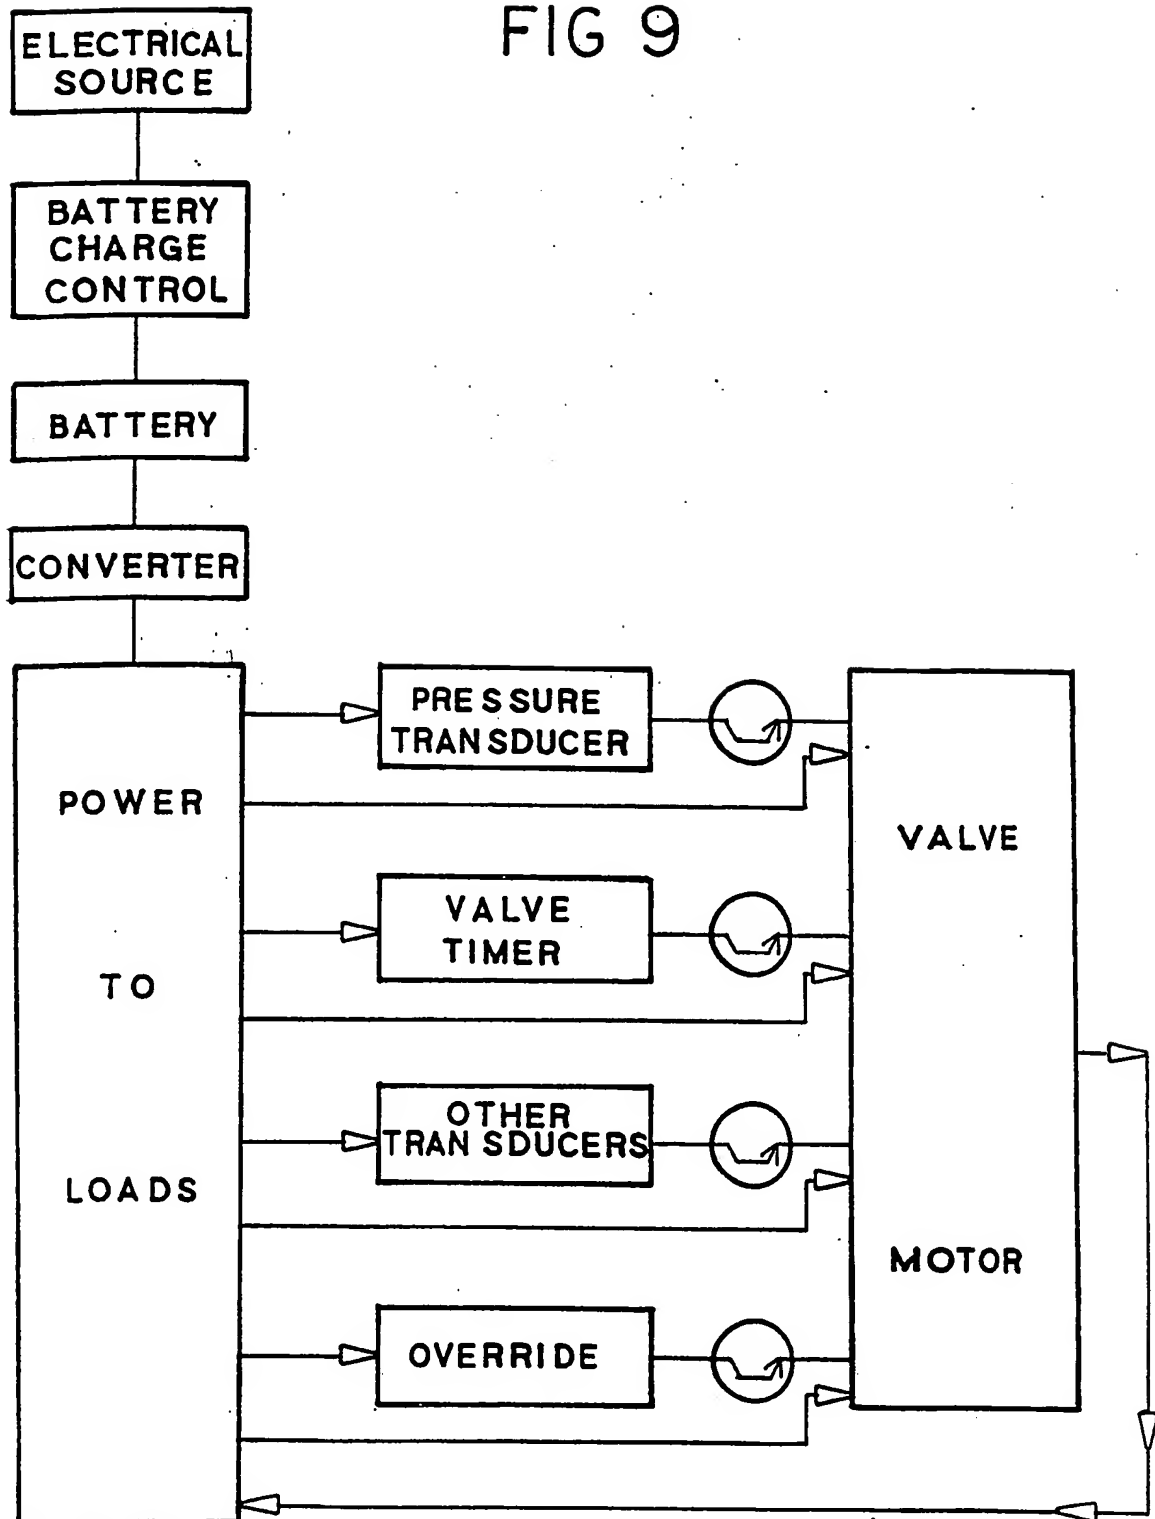 FIG 9
ELECTRICAL
SOURCE
BATTERY
CHARGE
CONTROL
BATTERY
CONVERTER
POWER
TO
LOADS
PRESSURE
TRANSDUCER
VALVE
TIMER
OTHER
TRANSDUCERS
OVERRIDE
VALVE
MOTOR